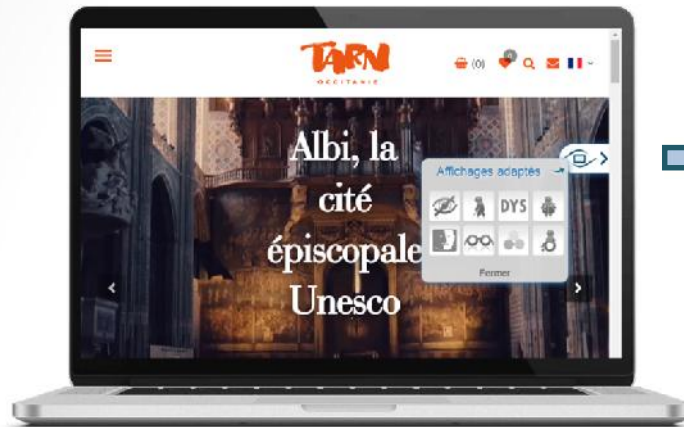 TARN
OCCITANIE
(0)
Albi, la
cité
épiscopale
Unesco
Affichages adaptés
DYS
Fermer